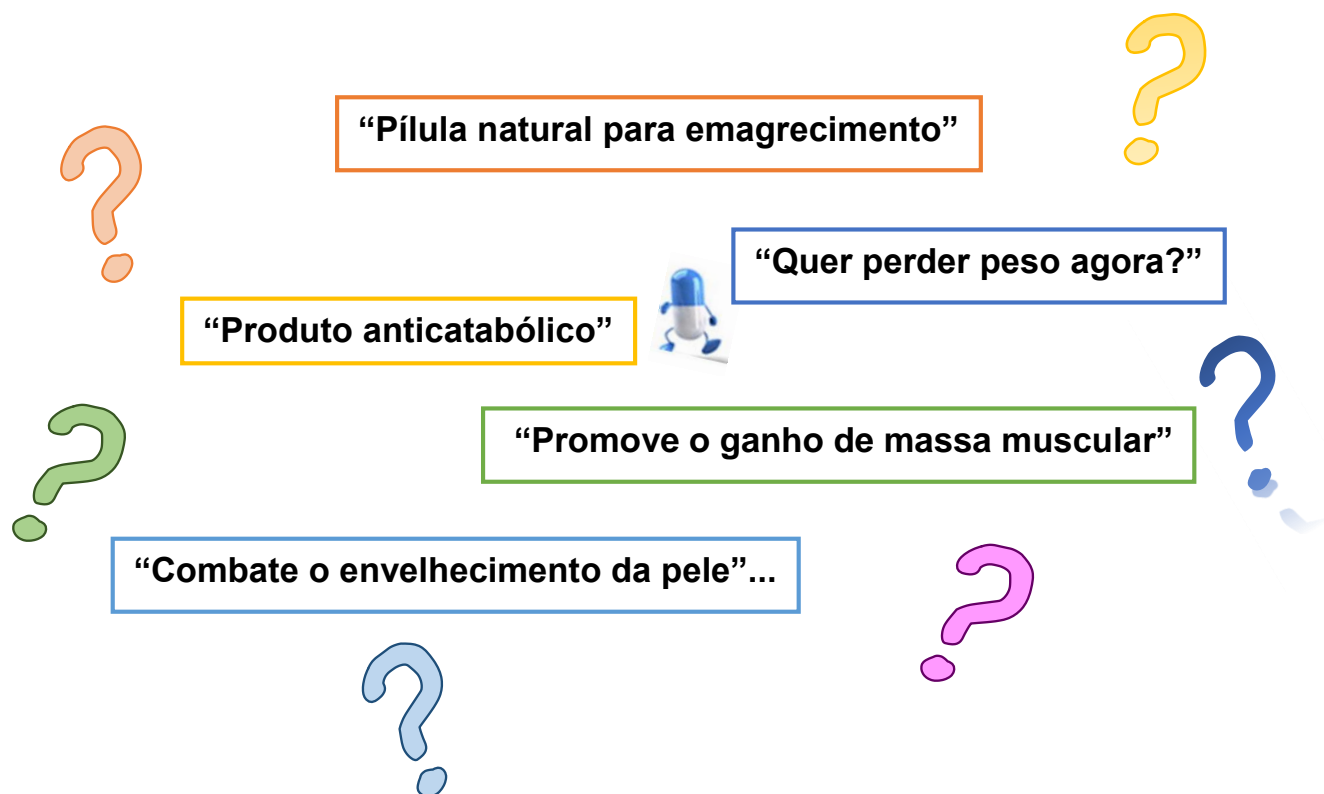 “Pílula natural para emagrecimento”
“Quer perder peso agora?”
“Produto anticatabólico”
“Promove o ganho de massa muscular”
“Combate o envelhecimento da pele”...